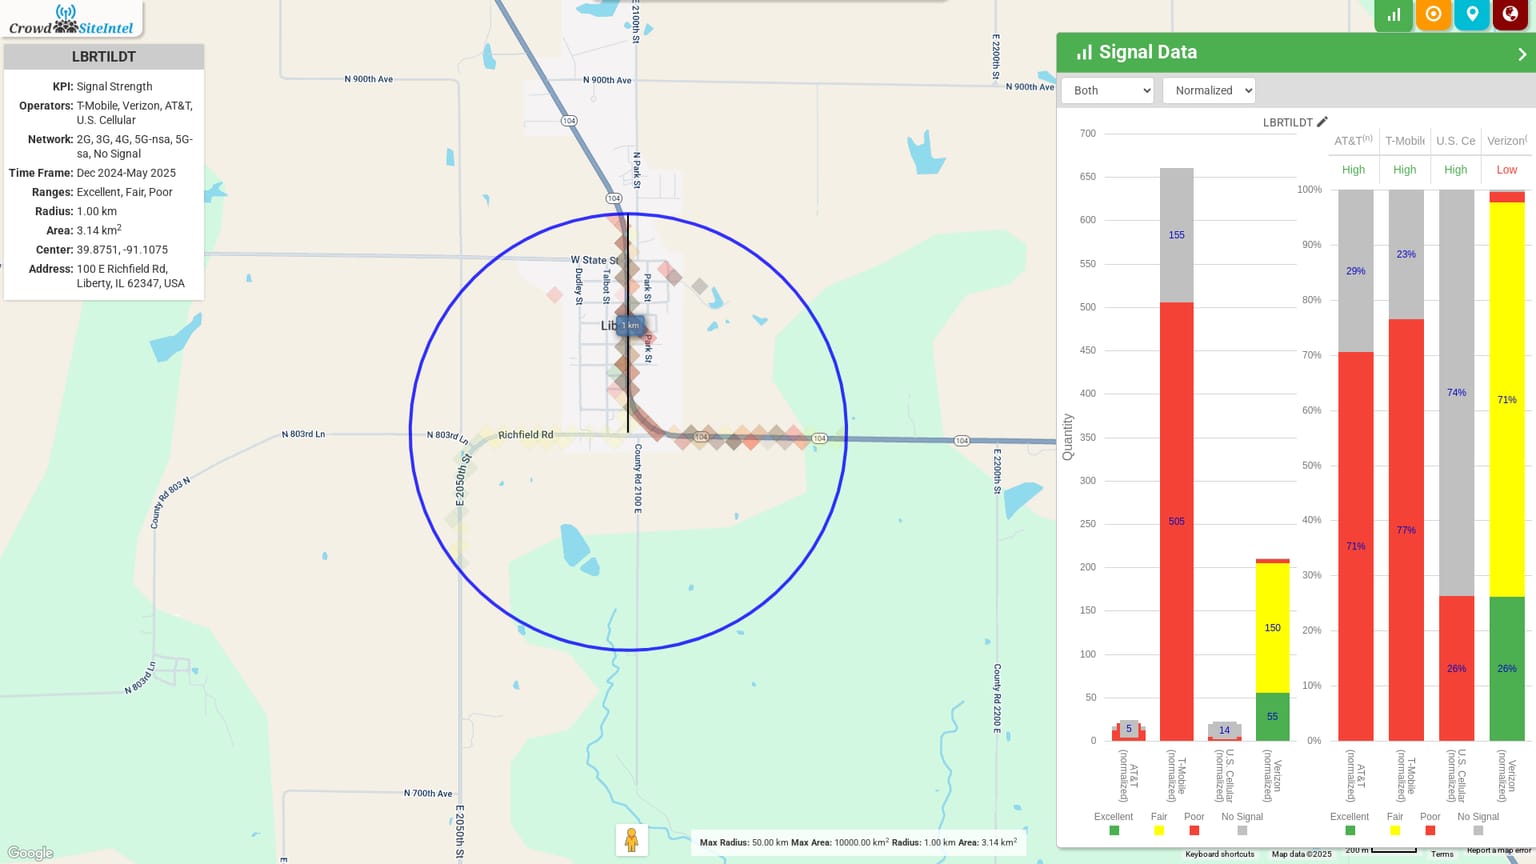 Crowd SiteIntel
LBRTILDT
KPI: Signal Strength
Operators: T-Mobile, Verizon, AT&T,
U.S. Cellular
Network: 2G, 3G, 4G, 5G-nsa, 5G-
sa, No Signal
Time Frame: Dec 2024-May 2025
Ranges: Excellent, Fair, Poor
Radius: 1.00 km
Area: 3.14 km²
Center: 39.8751, -91.1075
Address: 100 E Richfield Rd,
Liberty, IL 62347, USA
N 900th Ave
N 900th Ave
N 900th Ave
E 2100th St
E 2200th St
104
N Park St
104
W State St
Dudley St
Talbot St
Park St
Park St
Lib
1 km
N 803rd Ln
N 803rd Ln
Richfield Rd
104
104
104
E 2050th St
County Rd 803 N
County Rd 2100 E
E 2200th St
N 803rd Ln
County Rd 2200 E
N 700th Ave
E 2050th St
E
Google
Max Radius: 50.00 km Max Area: 10000.00 km² Radius: 1.00 km Area: 3.14 km²
Signal Data
Both
Normalized
LBRTILDT
Quantity
700
650
600
550
500
450
400
350
300
250
200
150
100
50
0
155
505
5
14
150
55
AT&T (normalized)
T-Mobile (normalized)
U.S. Cellular (normalized)
Verizon (normalized)
Excellent
Fair
Poor
No Signal
AT&T(n)
T-Mobile
U.S. Ce
Verizon(
High
High
High
Low
100%
90%
80%
70%
60%
50%
40%
30%
20%
10%
0%
29%
71%
23%
77%
74%
26%
71%
26%
AT&T (normalized)
T-Mobile (normalized)
U.S. Cellular (normalized)
Verizon (normalized)
Excellent
Fair
Poor
No Signal
Keyboard shortcuts
Map data ©2025
200 m
Terms
Report a map error